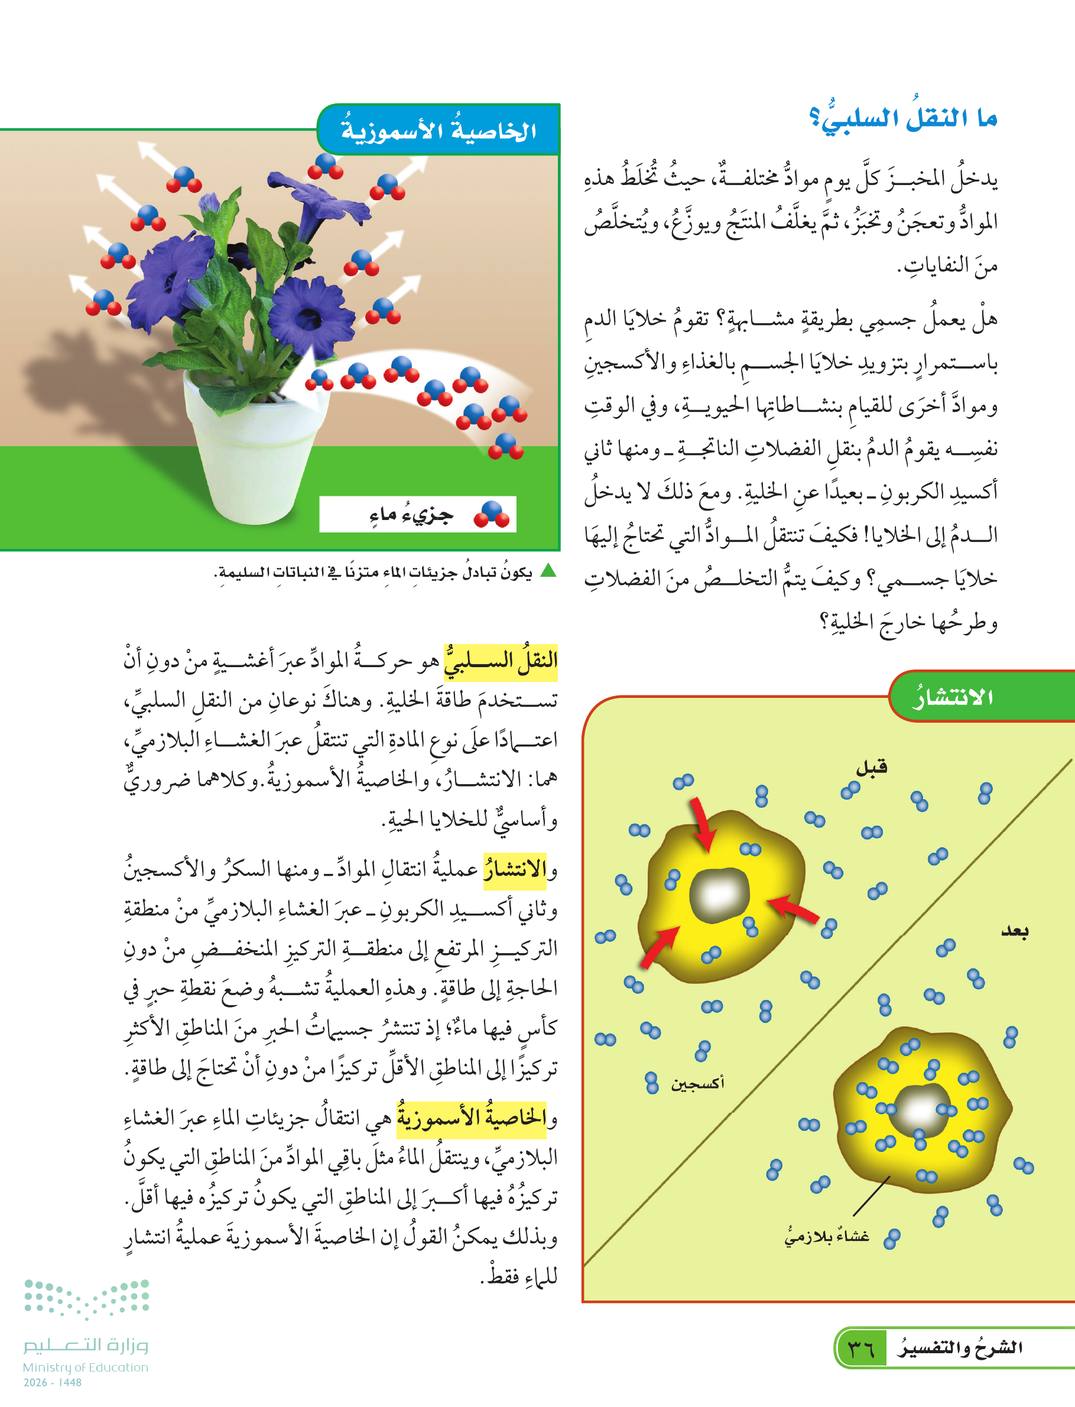 ما النقلُ السلبيُّ؟
يدخلُ المخبزَ كلَّ يومٍ موادُّ مختلفةٌ، حيثُ تُخلَطُ هذهِ
الموادُّ وتعجَنُ وتخبَزُ، ثمَّ يغلَّفُ المنتَجُ ويوزَّعُ، ويُتخلَّصُ
منَ النفاياتِ.
هلْ يعملُ جسمِي بطريقةٍ مشابهةٍ؟ تقومُ خلايَا الدمِ
باستمرارٍ بتزويدِ خلايَا الجسمِ بالغذاءِ والأكسجينِ
وموادَّ أخرَى للقيامِ بنشاطاتِها الحيويةِ، وفي الوقتِ
نفسِه يقومُ الدمُ بنقلِ الفضلاتِ الناتجةِ ـ ومنها ثاني
أكسيدِ الكربونِ ـ بعيدًا عنِ الخليةِ. ومعَ ذلكَ لا يدخلُ
الدمُ إلى الخلايا! فكيفَ تنتقلُ الموادُّ التي تحتاجُ إليهَا
خلايَا جسمي؟ وكيفَ يتمُّ التخلصُ منَ الفضلاتِ
وطرحُها خارجَ الخليةِ؟
الانتشارُ
قبل
بعد
أكسجين
غشاءٌ بلازميٌّ
الخاصيةُ الأسموزيةُ
جزيءُ ماءٍ
▲ يكونُ تبادلُ جزيئاتِ الماءِ متزنًا في النباتاتِ السليمةِ.
النقلُ السلبيُّ هو حركةُ الموادِّ عبرَ أغشيةٍ منْ دونِ أنْ
تستخدمَ طاقةَ الخليةِ. وهناكَ نوعانِ من النقلِ السلبيِّ،
اعتمادًا علَى نوعِ المادةِ التي تنتقلُ عبرَ الغشاءِ البلازميِّ،
هما: الانتشارُ، والخاصيةُ الأسموزيةُ.وكلاهما ضروريٌّ
وأساسيٌّ للخلايا الحيةِ.
والانتشارُ عمليةُ انتقالِ الموادِّ ـ ومنها السكرُ والأكسجينُ
وثاني أكسيدِ الكربونِ ـ عبرَ الغشاءِ البلازميِّ منْ منطقةِ
التركيزِ المرتفعِ إلى منطقةِ التركيزِ المنخفضِ منْ دونِ
الحاجةِ إلى طاقةٍ. وهذهِ العمليةُ تشبهُ وضعَ نقطةِ حبرٍ في
كأسٍ فيها ماءٌ؛ إذ تنتشرُ جسيماتُ الحبرِ منَ المناطقِ الأكثرِ
تركيزًا إلى المناطقِ الأقلِّ تركيزًا منْ دونِ أنْ تحتاجَ إلى طاقةٍ.
والخاصيةُ الأسموزيةُ هي انتقالُ جزيئاتِ الماءِ عبرَ الغشاءِ
البلازميِّ، وينتقلُ الماءُ مثلَ باقِي الموادِّ منَ المناطقِ التي يكونُ
تركيزُهُ فيها أكبرَ إلى المناطقِ التي يكونُ تركيزُه فيها أقلَّ.
وبذلك يمكنُ القولُ إن الخاصيةَ الأسموزيةَ عمليةُ انتشارٍ
للماءِ فقطْ.
وزارة التعليم
Ministry of Education
2026 - 1448
الشرحُ والتفسيرُ ٣٦